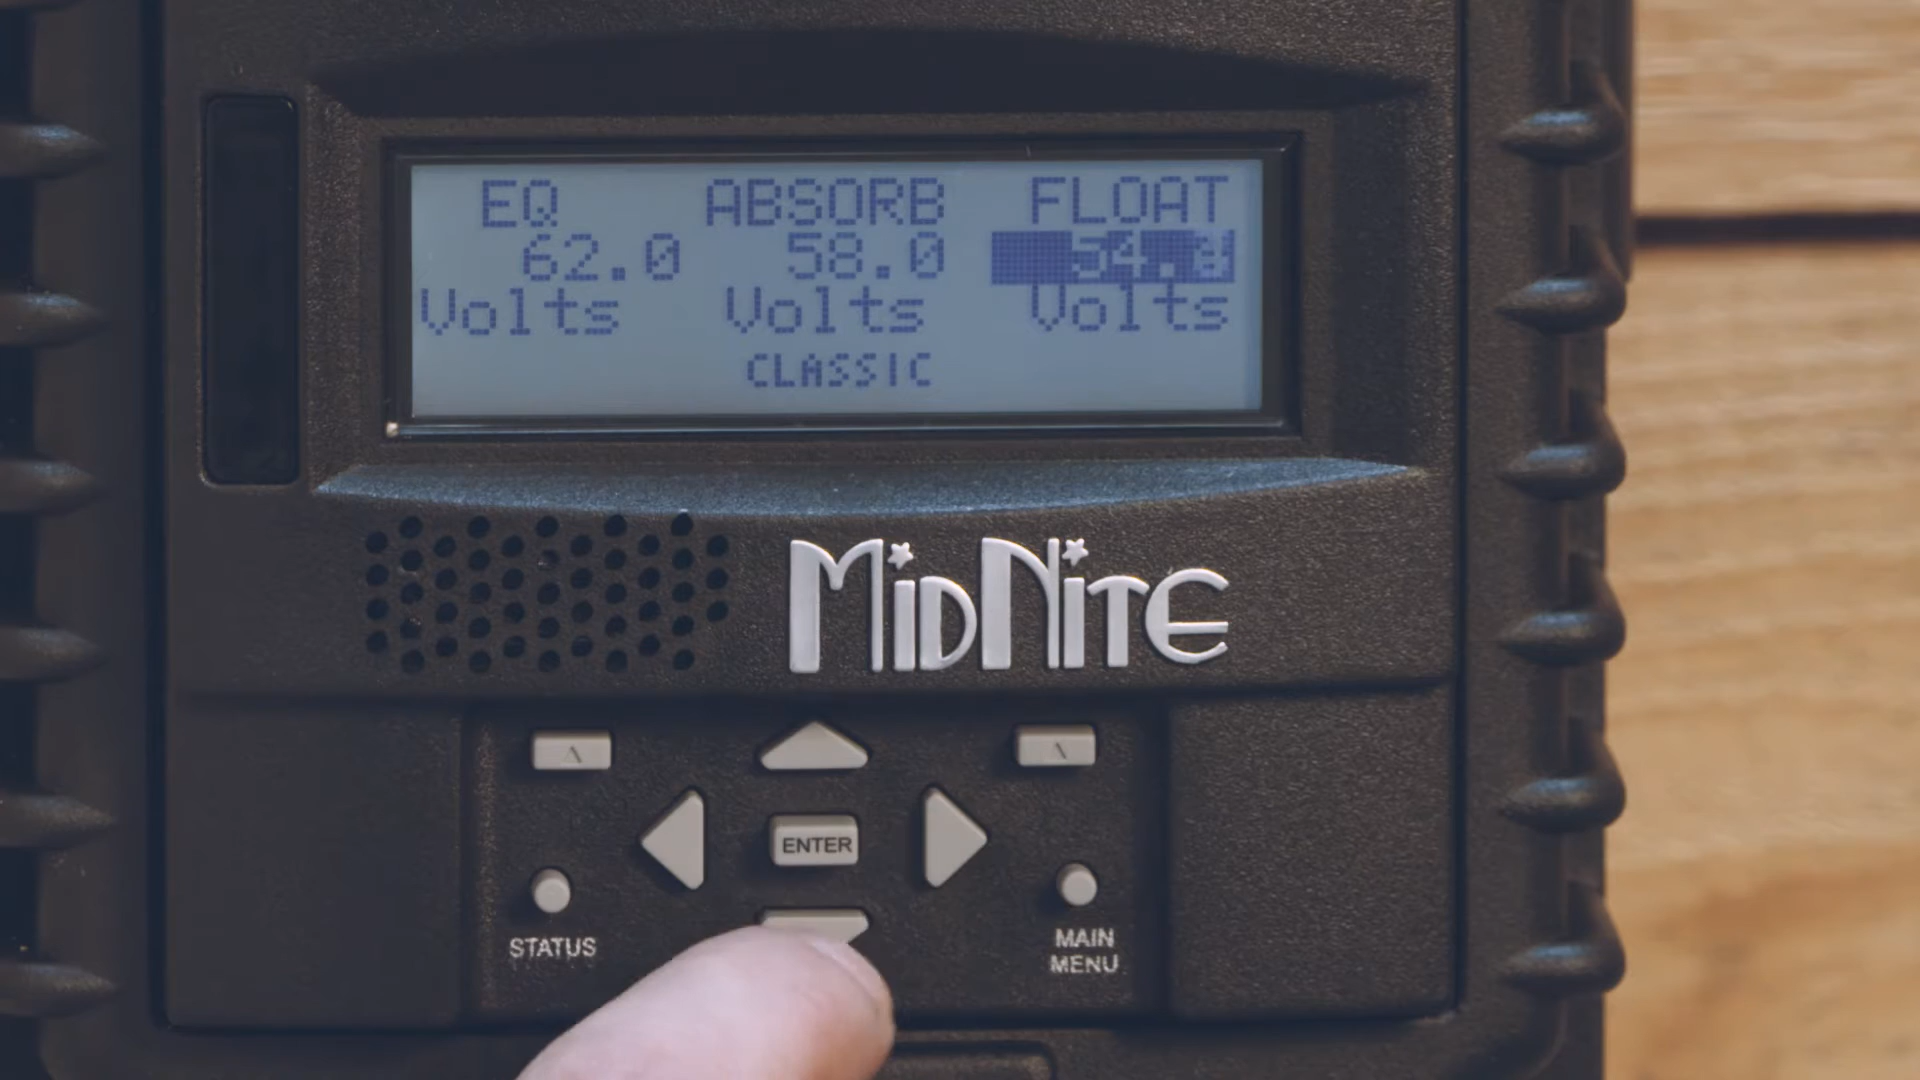 EQ ABSORB FLOAT
62.0 58.0
Volts Volts Volts
CLASSIC
MIDNITE
ENTER
STATUS
MAIN
MENU